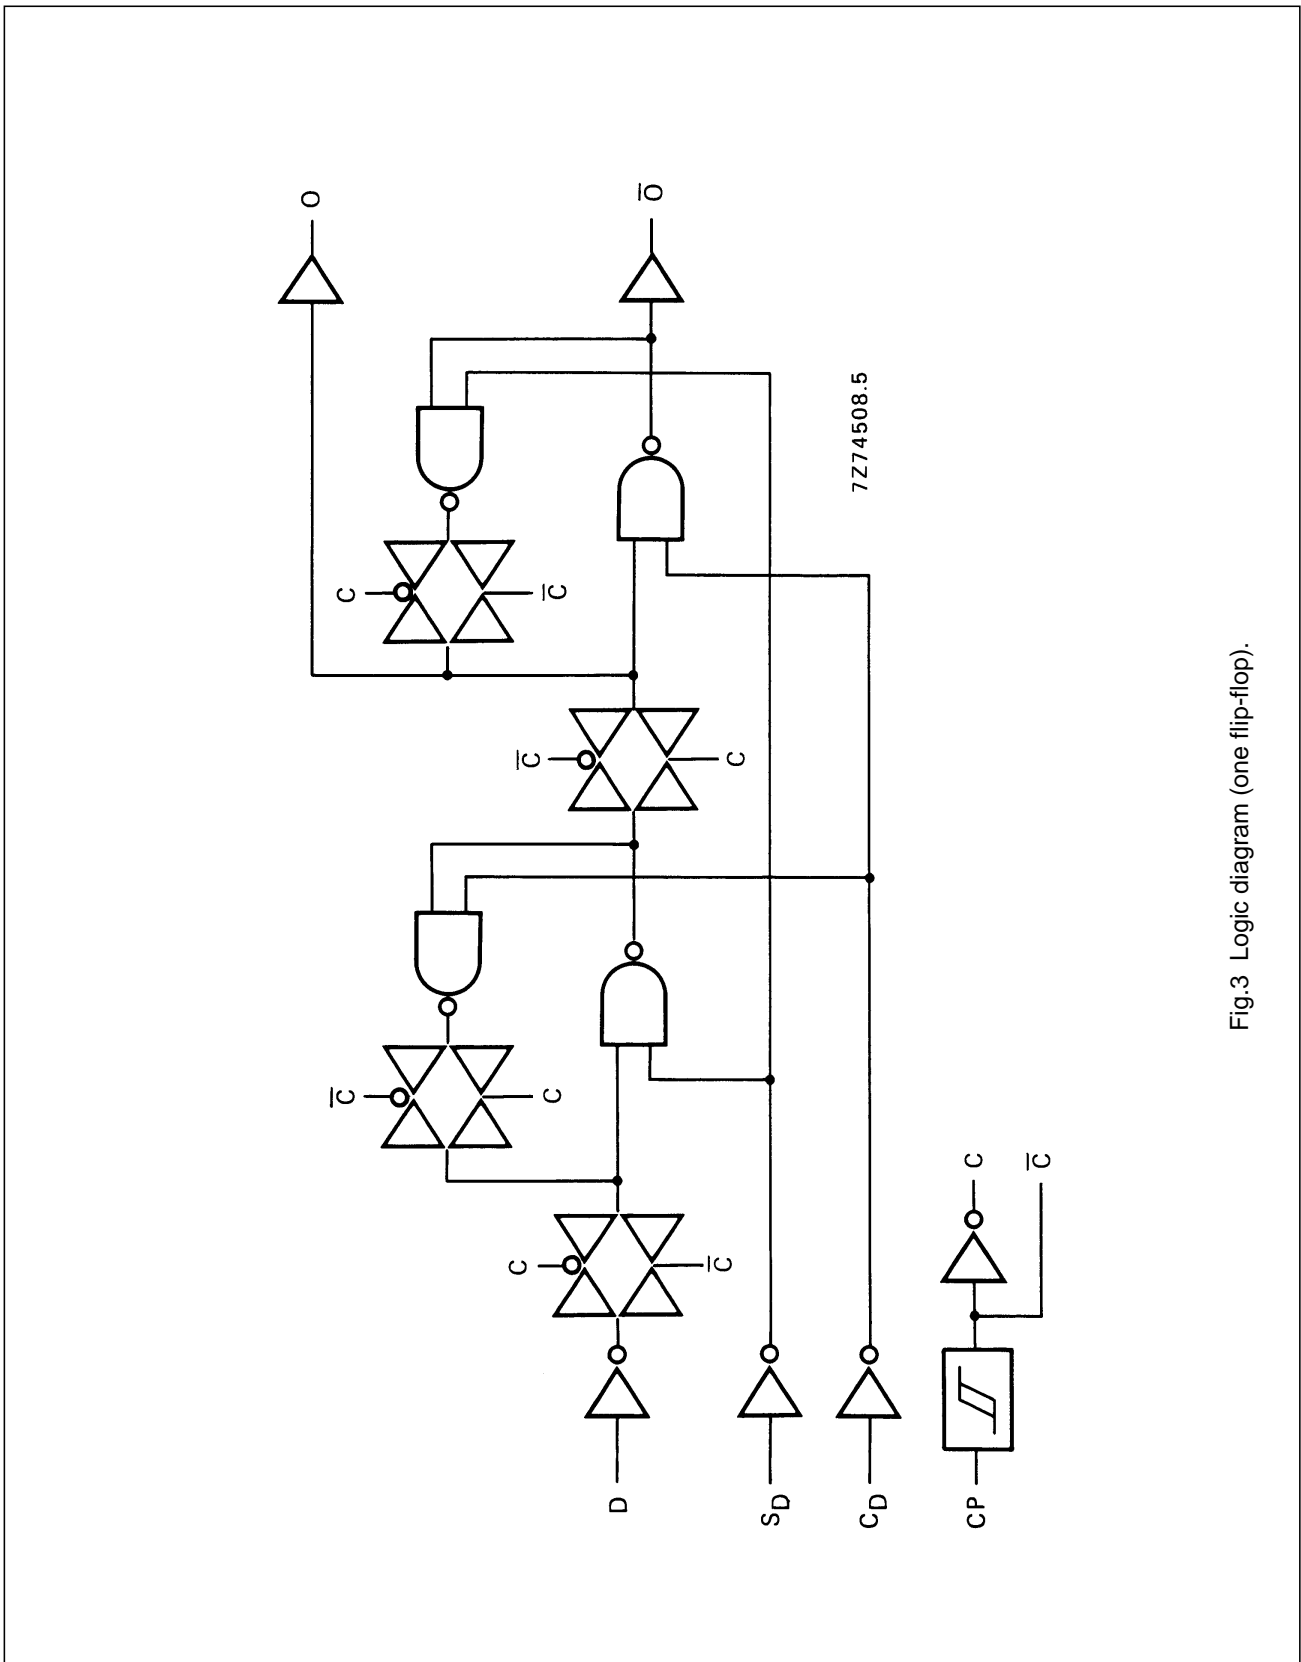 O
O̅
C
C̅
C̅
C
C̅
C
C
C̅
D
S_D
C_D
CP
C
C̅
7Z74508.5
Fig.3 Logic diagram (one flip-flop).